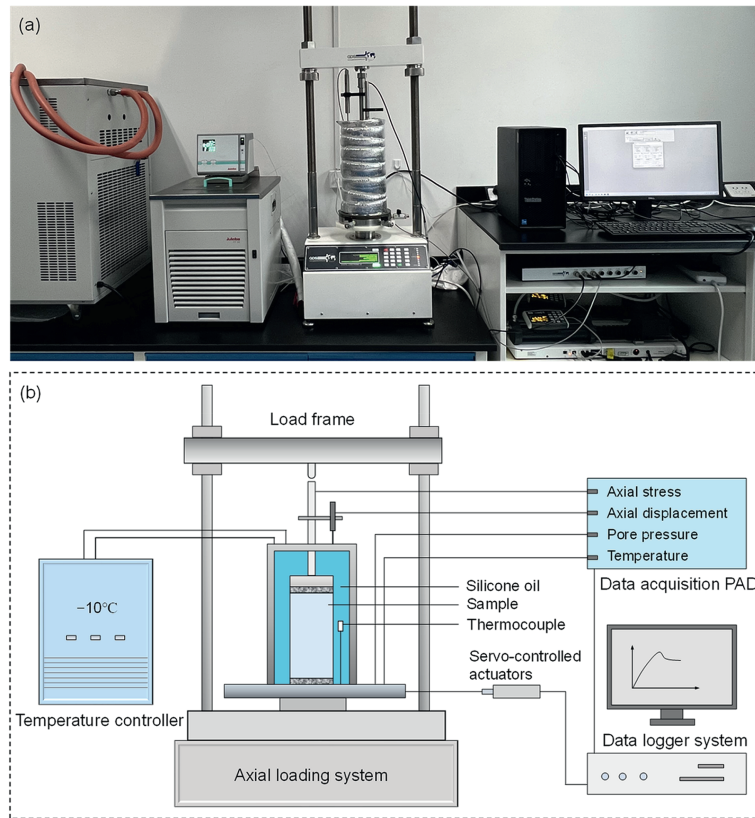 (a)
(b)
Load frame
Axial stress
Axial displacement
Pore pressure
Temperature
Data acquisition PAD
−10℃
Silicone oil
Sample
Thermocouple
Servo-controlled
actuators
Temperature controller
Data logger system
Axial loading system